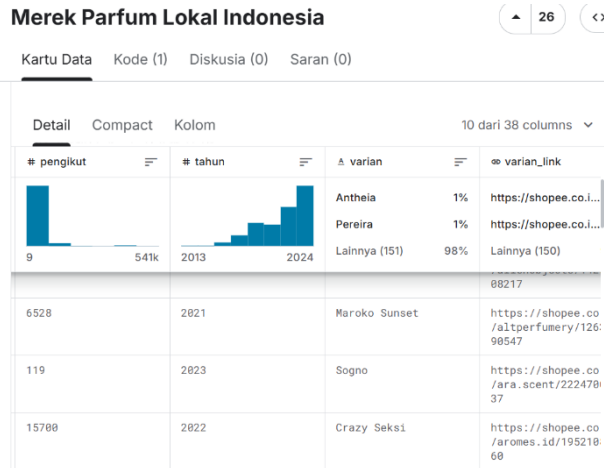 Merek Parfum Lokal Indonesia
26
Kartu Data Kode (1) Diskusia (0) Saran (0)
Detail Compact Kolom 10 dari 38 columns
# pengikut # tahun varian varian_link
Antheia 1% https://shopee.co.i...
Pereira 1% https://shopee.co.i...
Lainnya (151) 98% Lainnya (150)
9 541k 2013 2024
08217
6528 2021 Maroko Sunset https://shopee.co
/altperfumery/1263
90547
119 2023 Sogno https://shopee.co
/ara.scent/2224706
37
15700 2022 Crazy Seksi https://shopee.co
/aromes.id/195210
60